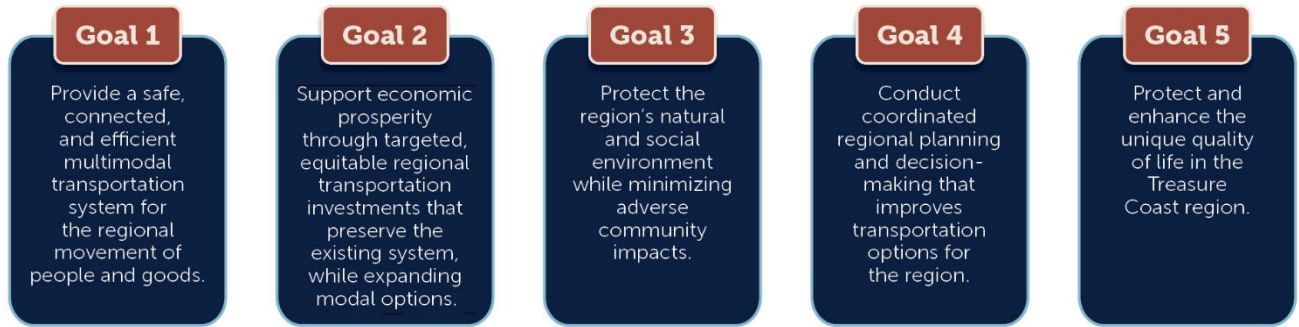 Goal 1
Provide a safe,
connected,
and efficient
multimodal
transportation
system for
the regional
movement of
people and goods.
Goal 2
Support economic
prosperity
through targeted,
equitable regional
transportation
investments that
preserve the
existing system,
while expanding
modal options.
Goal 3
Protect the
region's natural
and social
environment
while minimizing
adverse
community
impacts.
Goal 4
Conduct
coordinated
regional planning
and decision-
making that
improves
transportation
options for
the region.
Goal 5
Protect and
enhance the
unique quality
of life in the
Treasure
Coast region.